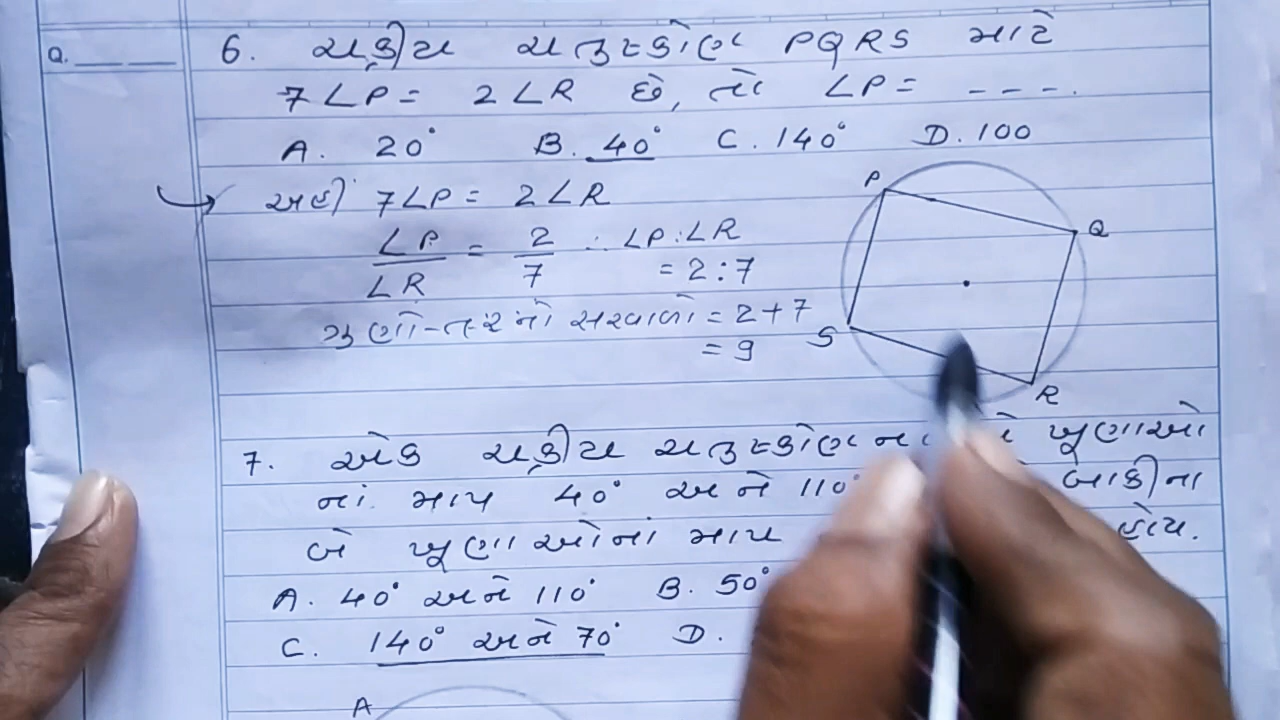 Q.
6. ચક્રીય ચતુષ્કોણ PQRS માટે
7∠P = 2∠R છે, તો ∠P = ---.
A. 20° B. 40° C. 140° D. 100
અહીં 7∠P = 2∠R
∠P/∠R = 2/7 ∴ ∠P:∠R
= 2:7
ગુણોત્તરનો સરવાળો = 2+7
= 9
P
Q
S
R
7. એક ચક્રીય ચતુષ્કોણ ખૂણાઓ
નાં માપ 40° અને 110° બાકીના
બે ખૂણાઓનાં માપ હોય.
A. 40° અને 110° B. 50°
C. 140° અને 70° D.
A